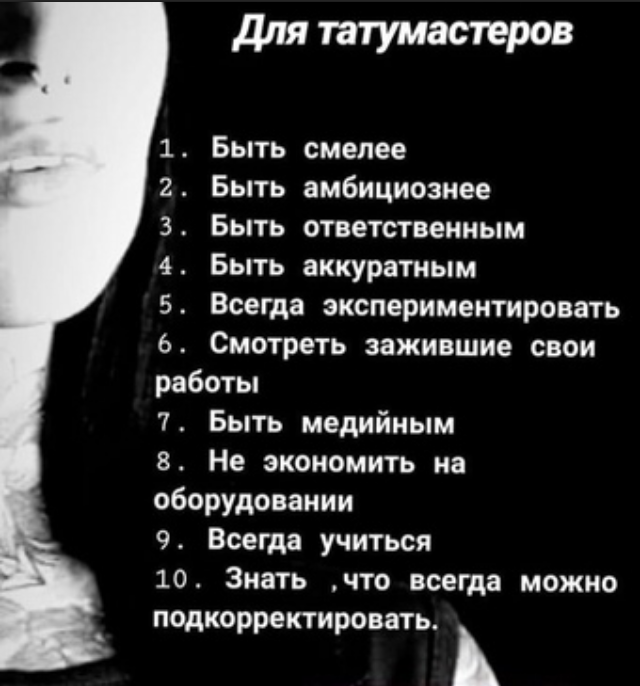 Для татумастеров
1. Быть смелее
2. Быть амбициознее
3. Быть ответственным
4. Быть аккуратным
5. Всегда экспериментировать
6. Смотреть зажившие свои
работы
7. Быть медийным
8. Не экономить на
оборудовании
9. Всегда учиться
10. Знать ,что всегда можно
подкорректировать.